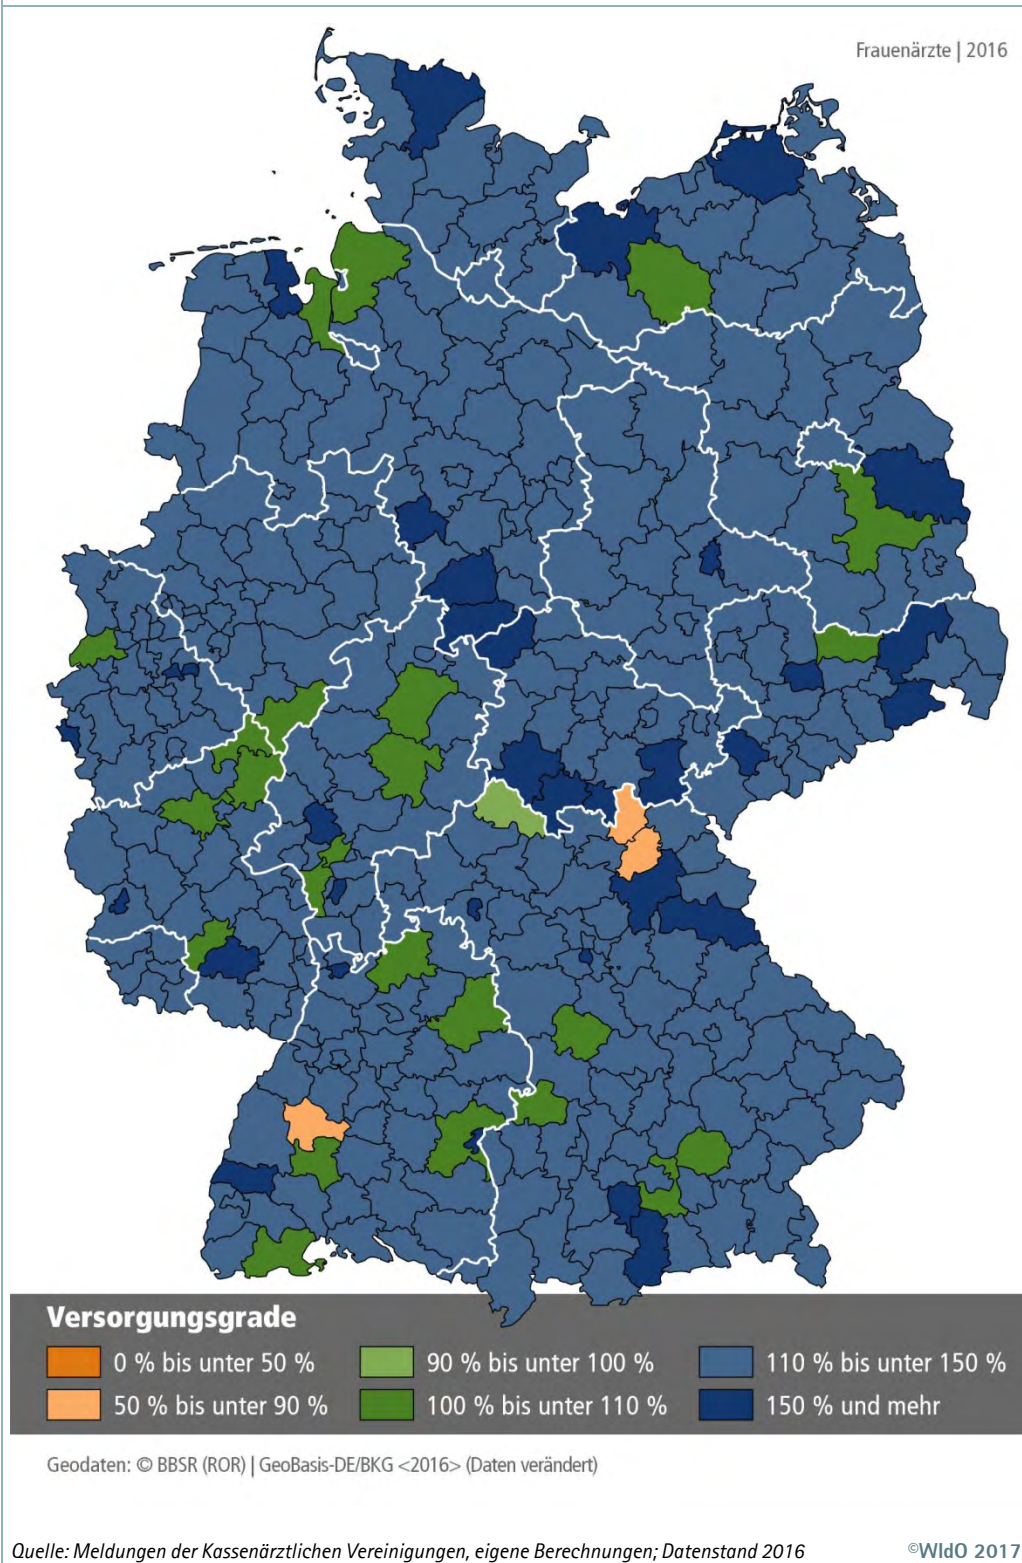 Frauenärzte | 2016
Versorgungsgrade
0 % bis unter 50 %
90 % bis unter 100 %
110 % bis unter 150 %
50 % bis unter 90 %
100 % bis unter 110 %
150 % und mehr
Geodaten: © BBSR (ROR) | GeoBasis-DE/BKG <2016> (Daten verändert)
Quelle: Meldungen der Kassenärztlichen Vereinigungen, eigene Berechnungen; Datenstand 2016
©WIdO 2017